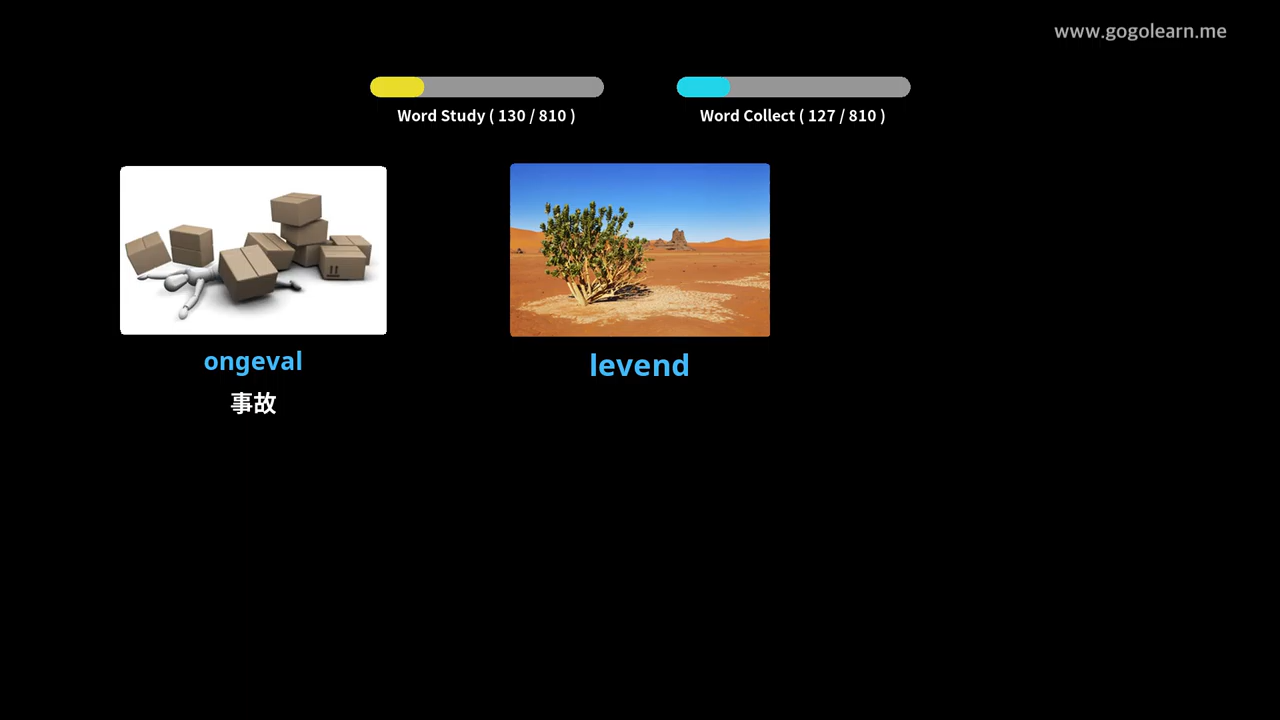 www.gogolearn.me
Word Study ( 130 / 810 )
Word Collect ( 127 / 810 )
ongeval
事故
levend